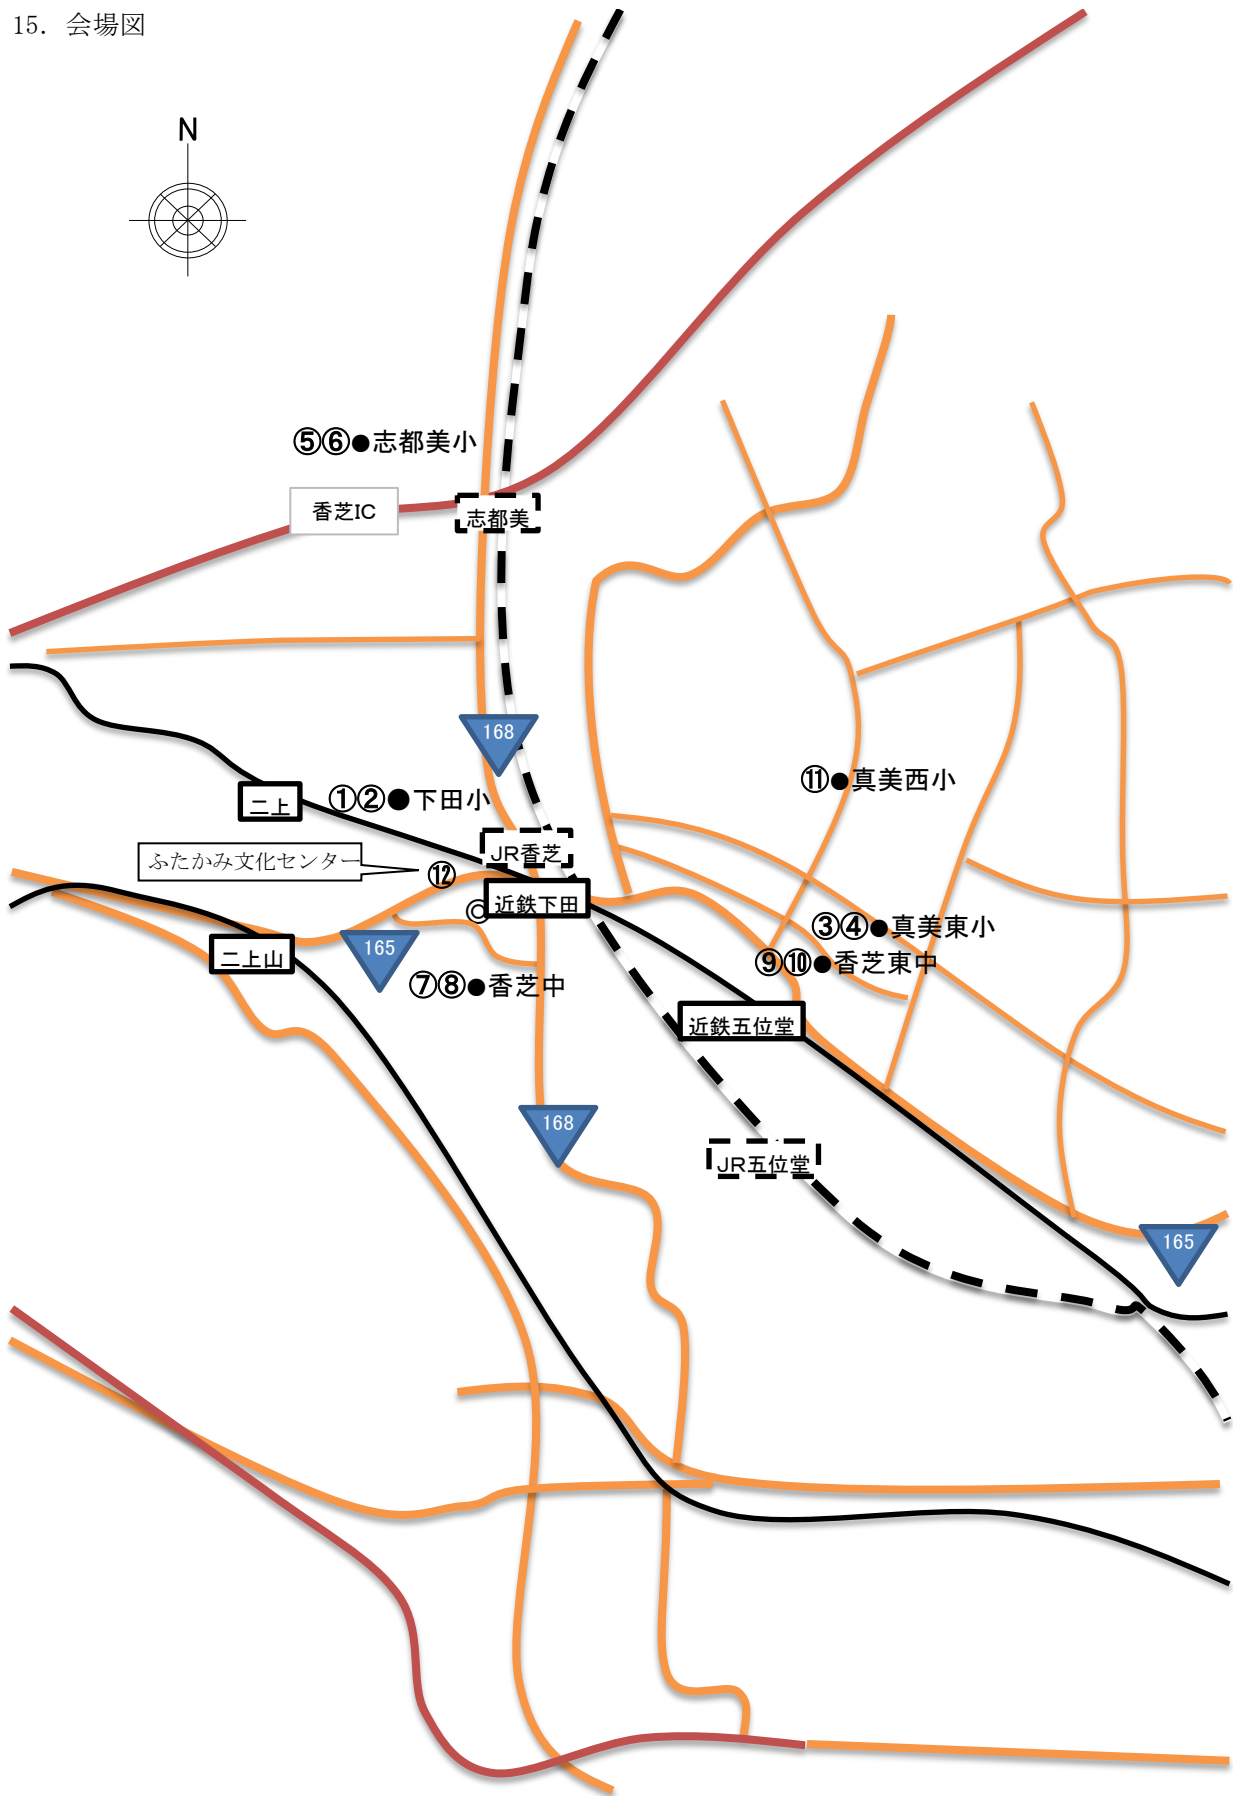 15. 会場図
N
⑤⑥●志都美小
香芝IC
志都美
168
⑪●真美西小
二上
①②●下田小
JR香芝
ふたかみ文化センター
⑫
近鉄下田
◎
③④●真美東小
165
二上山
⑨⑩●香芝東中
⑦⑧●香芝中
近鉄五位堂
168
JR五位堂
165